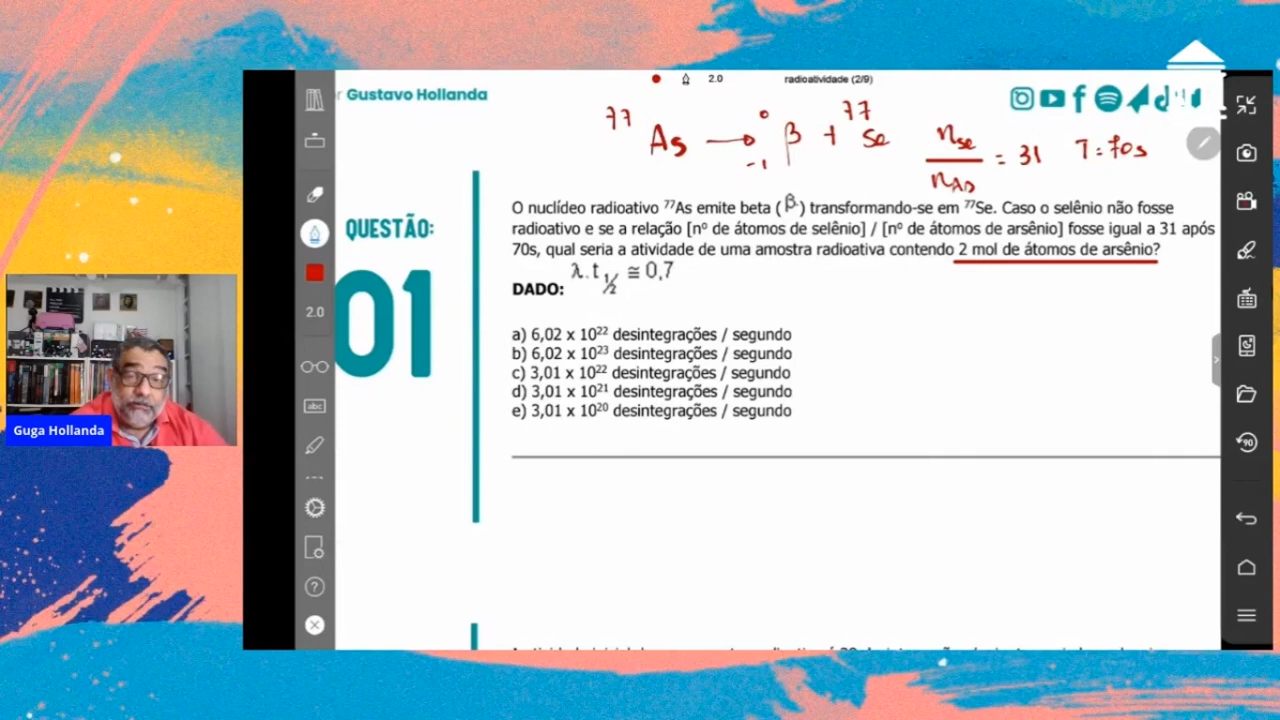 2.0 radioatividade (2/9)
r Gustavo Hollanda
77 As → 0 -1 β + 77 Se nSe / nAs = 31 T=70s
QUESTÃO:
01
O nuclídeo radioativo ⁷⁷As emite beta ( β ) transformando-se em ⁷⁷Se. Caso o selênio não fosse
radioativo e se a relação [nº de átomos de selênio] / [nº de átomos de arsênio] fosse igual a 31 após
70s, qual seria a atividade de uma amostra radioativa contendo 2 mol de átomos de arsênio?
DADO: λ.t½ ≅ 0,7
a) 6,02 x 10²² desintegrações / segundo
b) 6,02 x 10²³ desintegrações / segundo
c) 3,01 x 10²² desintegrações / segundo
d) 3,01 x 10²¹ desintegrações / segundo
e) 3,01 x 10²⁰ desintegrações / segundo
2.0
abc
90
Guga Hollanda